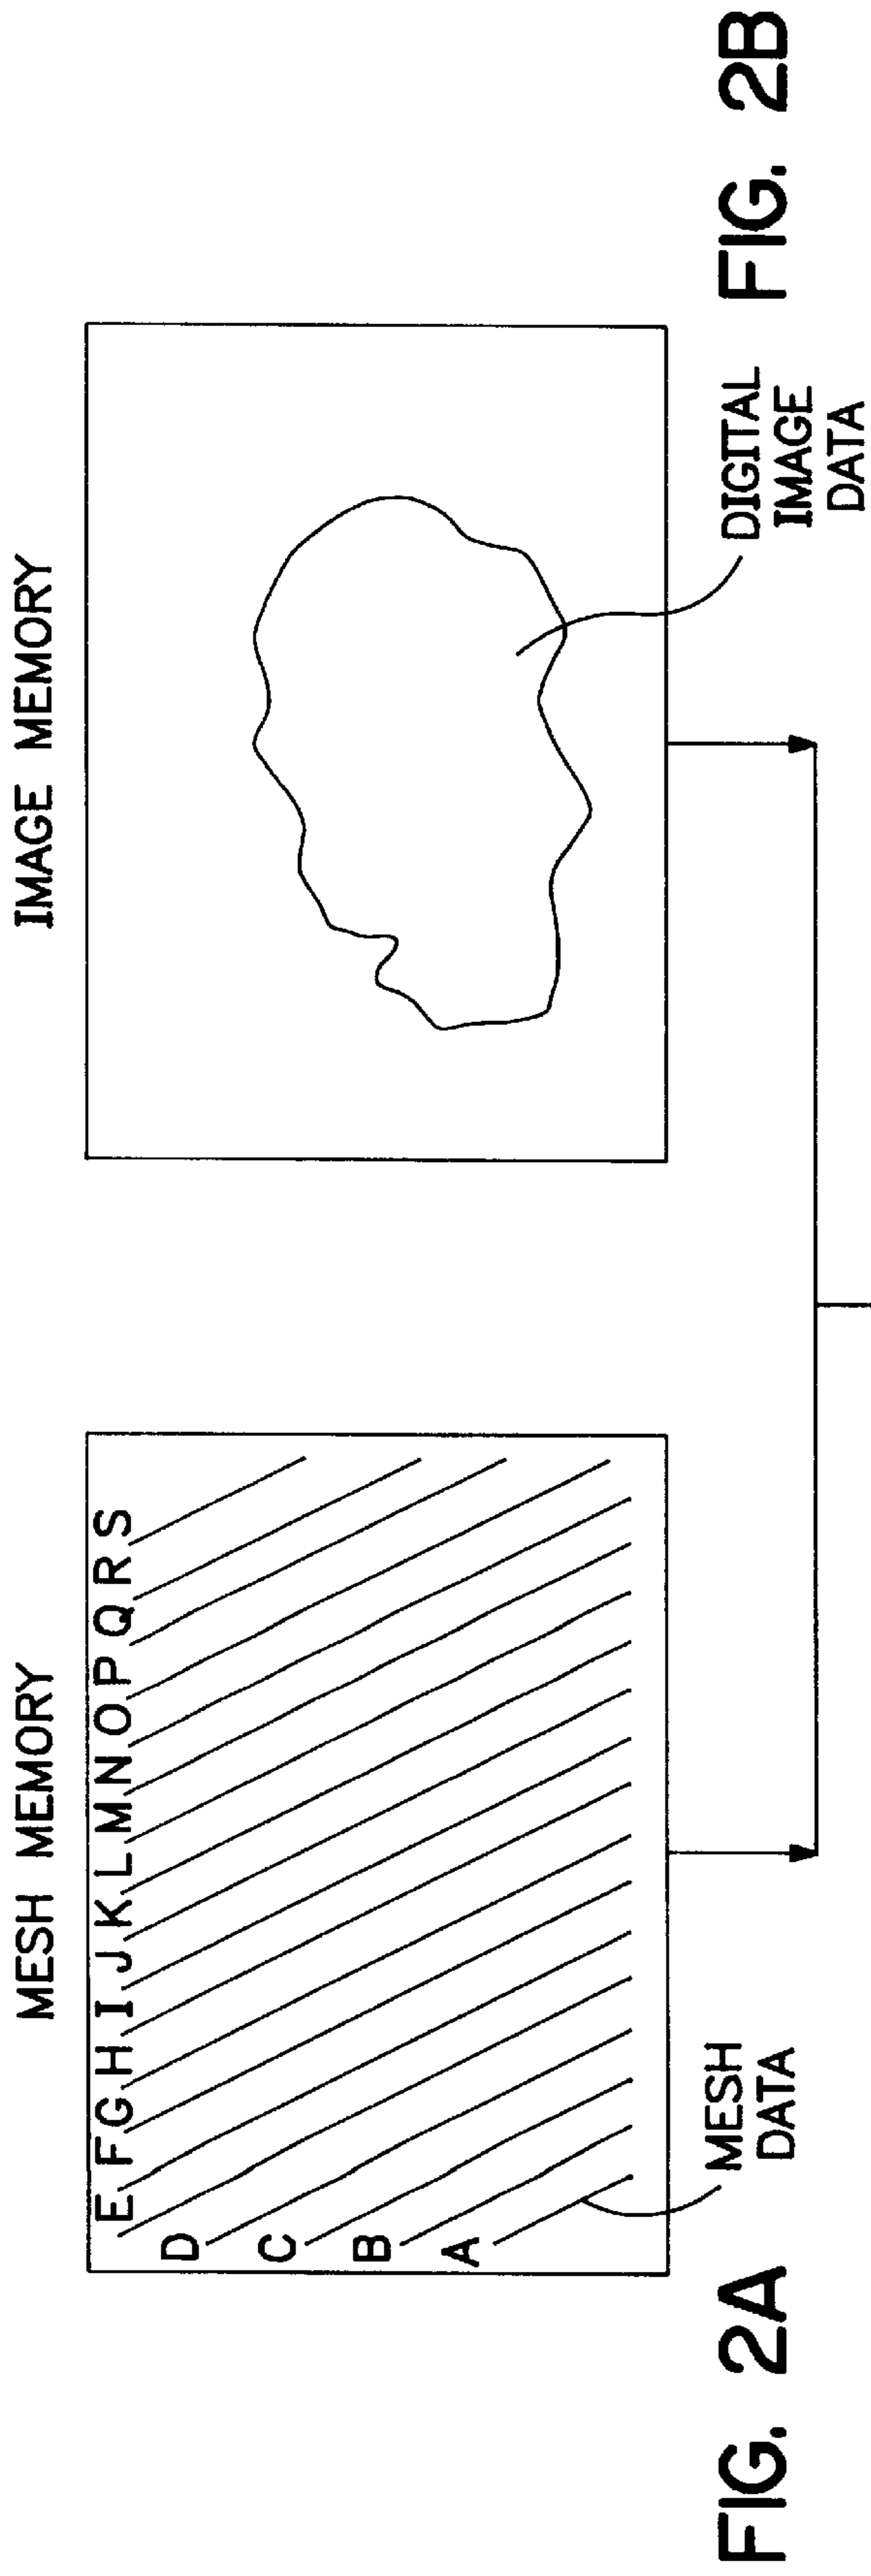 MESH MEMORY
E F G H I J K L M N O P Q R S
D
C
B
A
MESH
DATA
FIG. 2A
IMAGE MEMORY
DIGITAL
IMAGE
DATA
FIG. 2B